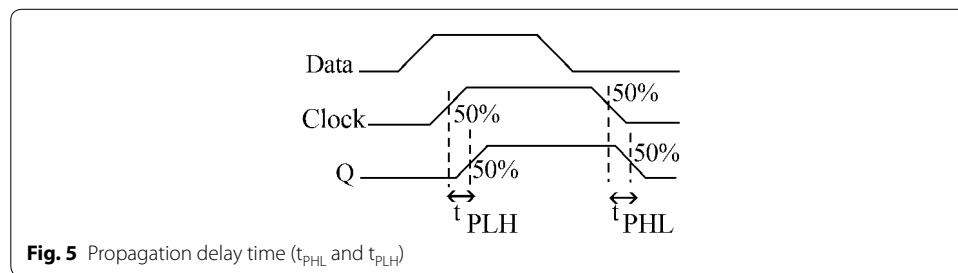 Data
50%
50%
Clock
50%
50%
Q
t PLH
t PHL
Fig. 5 Propagation delay time (tPHL and tPLH)